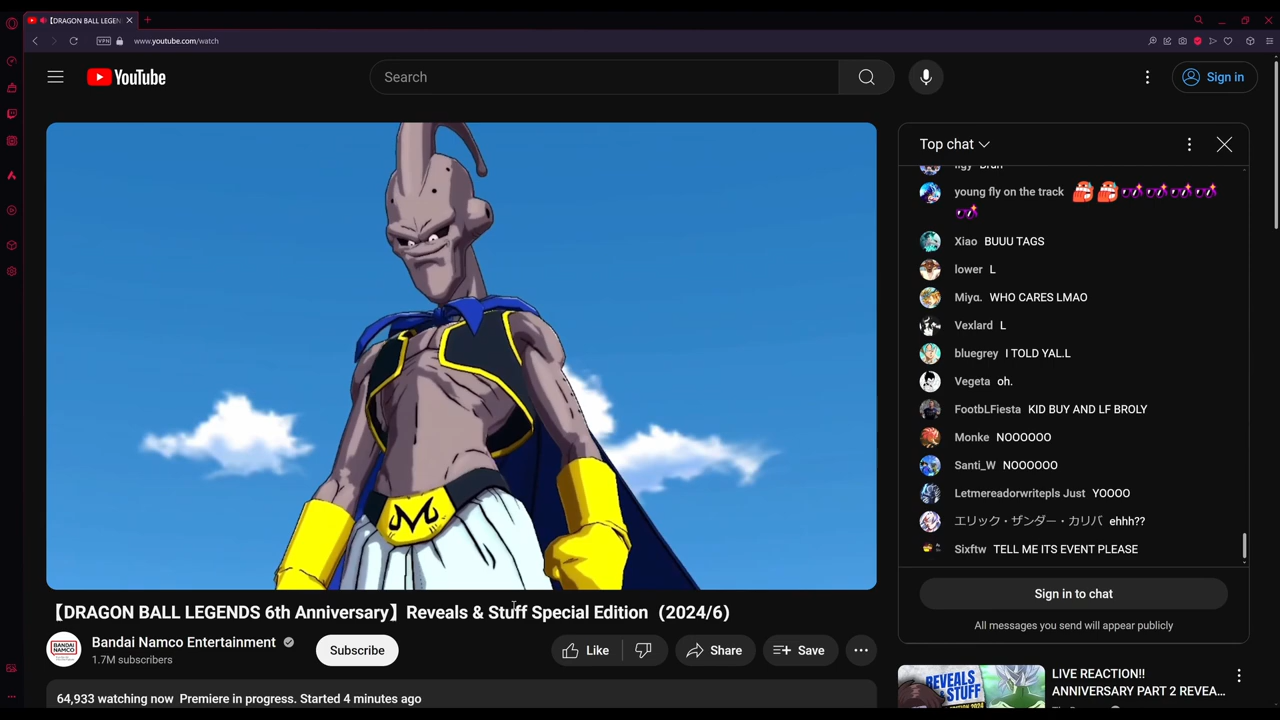 【DRAGON BALL LEGEN
www.youtube.com/watch
VPN
YouTube
Search
Sign in
Top chat
young fly on the track
Xiao BUUU TAGS
lower L
Miyα. WHO CARES LMAO
Vexlard L
bluegrey I TOLD YAL.L
Vegeta oh.
FootbLFiesta KID BUY AND LF BROLY
Monke NOOOOOO
Santi_W NOOOOOO
Letmereadorwritepls Just YOOOO
エリック・ザンダー・カリバ ehhh??
Sixftw TELL ME ITS EVENT PLEASE
Sign in to chat
All messages you send will appear publicly
【DRAGON BALL LEGENDS 6th Anniversary】Reveals & Stuff Special Edition（2024/6）
BANDAI NAMCO
Bandai Namco Entertainment
1.7M subscribers
Subscribe
Like
Share
Save
64,933 watching now Premiere in progress. Started 4 minutes ago
REVEALS & STUFF
LIVE REACTION!!
ANNIVERSARY PART 2 REVEA...